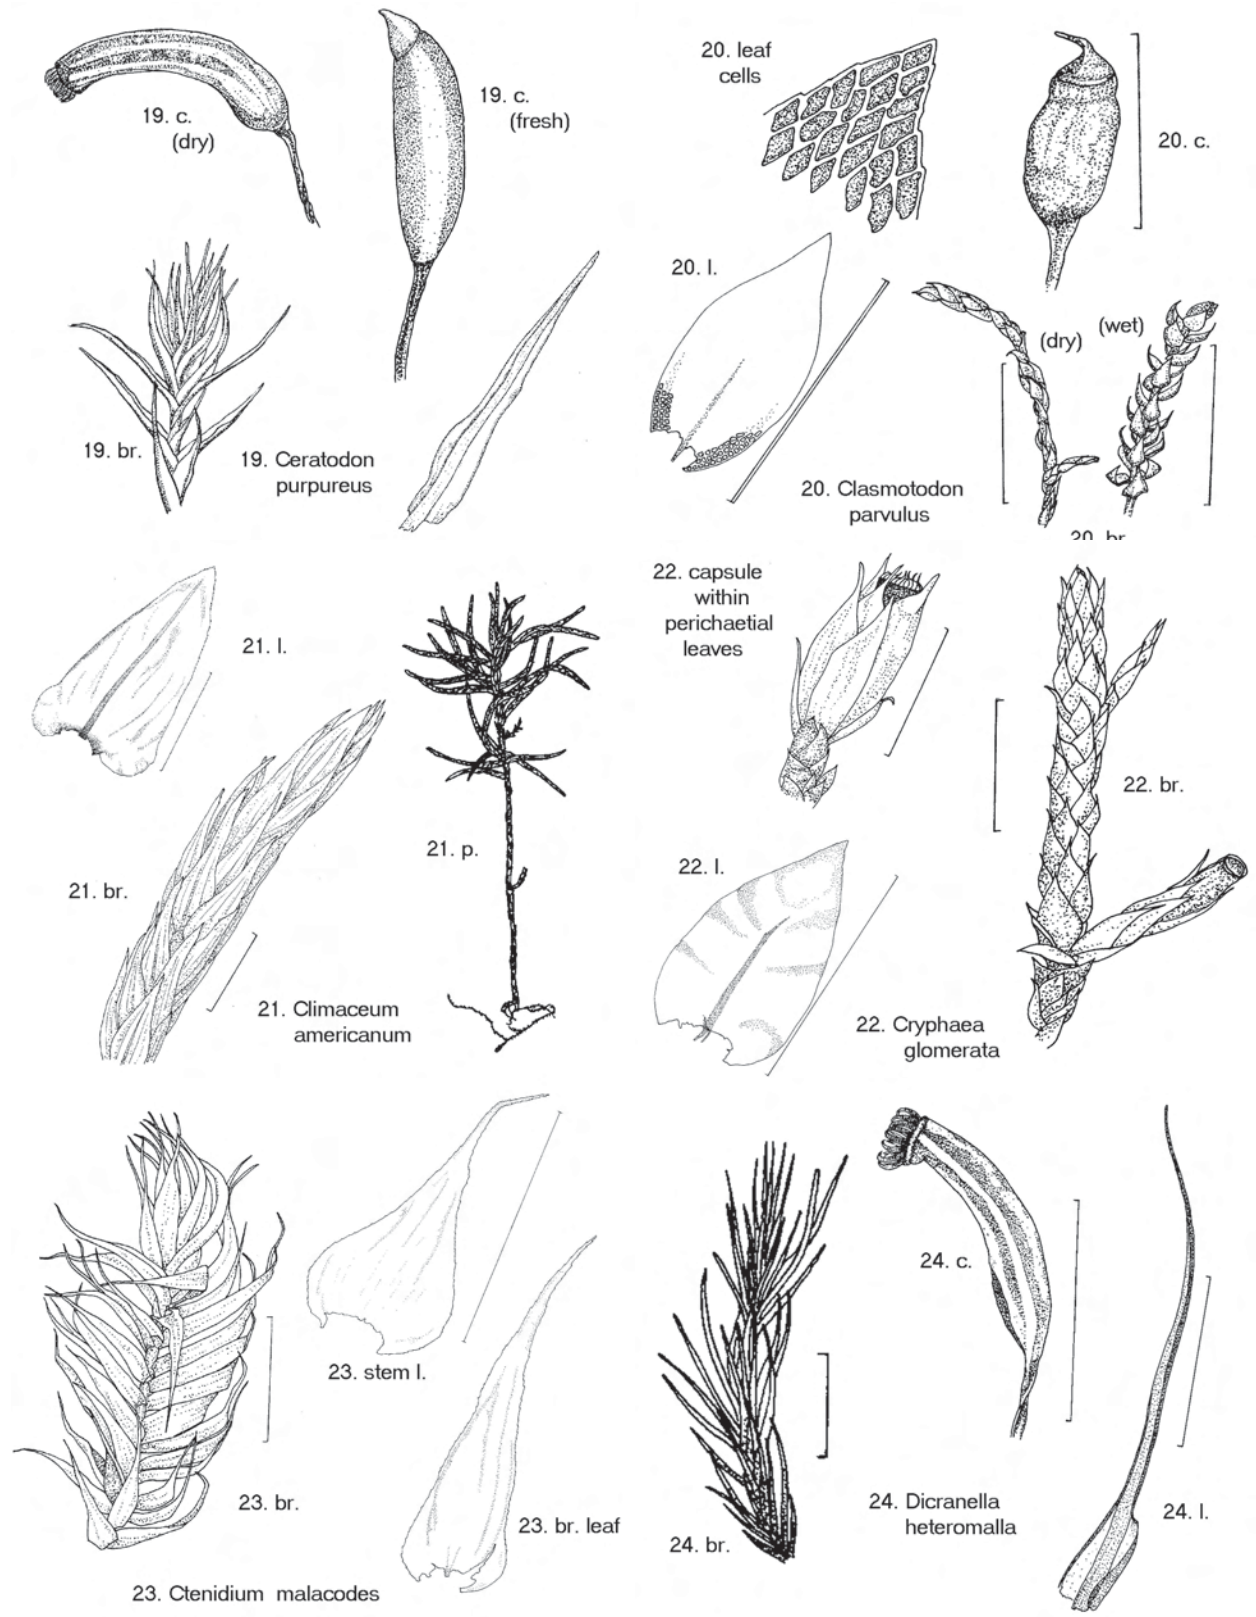 19. c.
(dry)
19. c.
(fresh)
19. br.
19. Ceratodon
purpureus
20. leaf
cells
20. c.
20. l.
(dry)
(wet)
20. Clasmotodon
parvulus
20. br.
21. l.
21. br.
21. p.
21. Climaceum
americanum
22. capsule
within
perichaetial
leaves
22. br.
22. l.
22. Cryphaea
glomerata
23. stem l.
23. br.
23. br. leaf
23. Ctenidium malacodes
24. c.
24. br.
24. Dicranella
heteromalla
24. l.